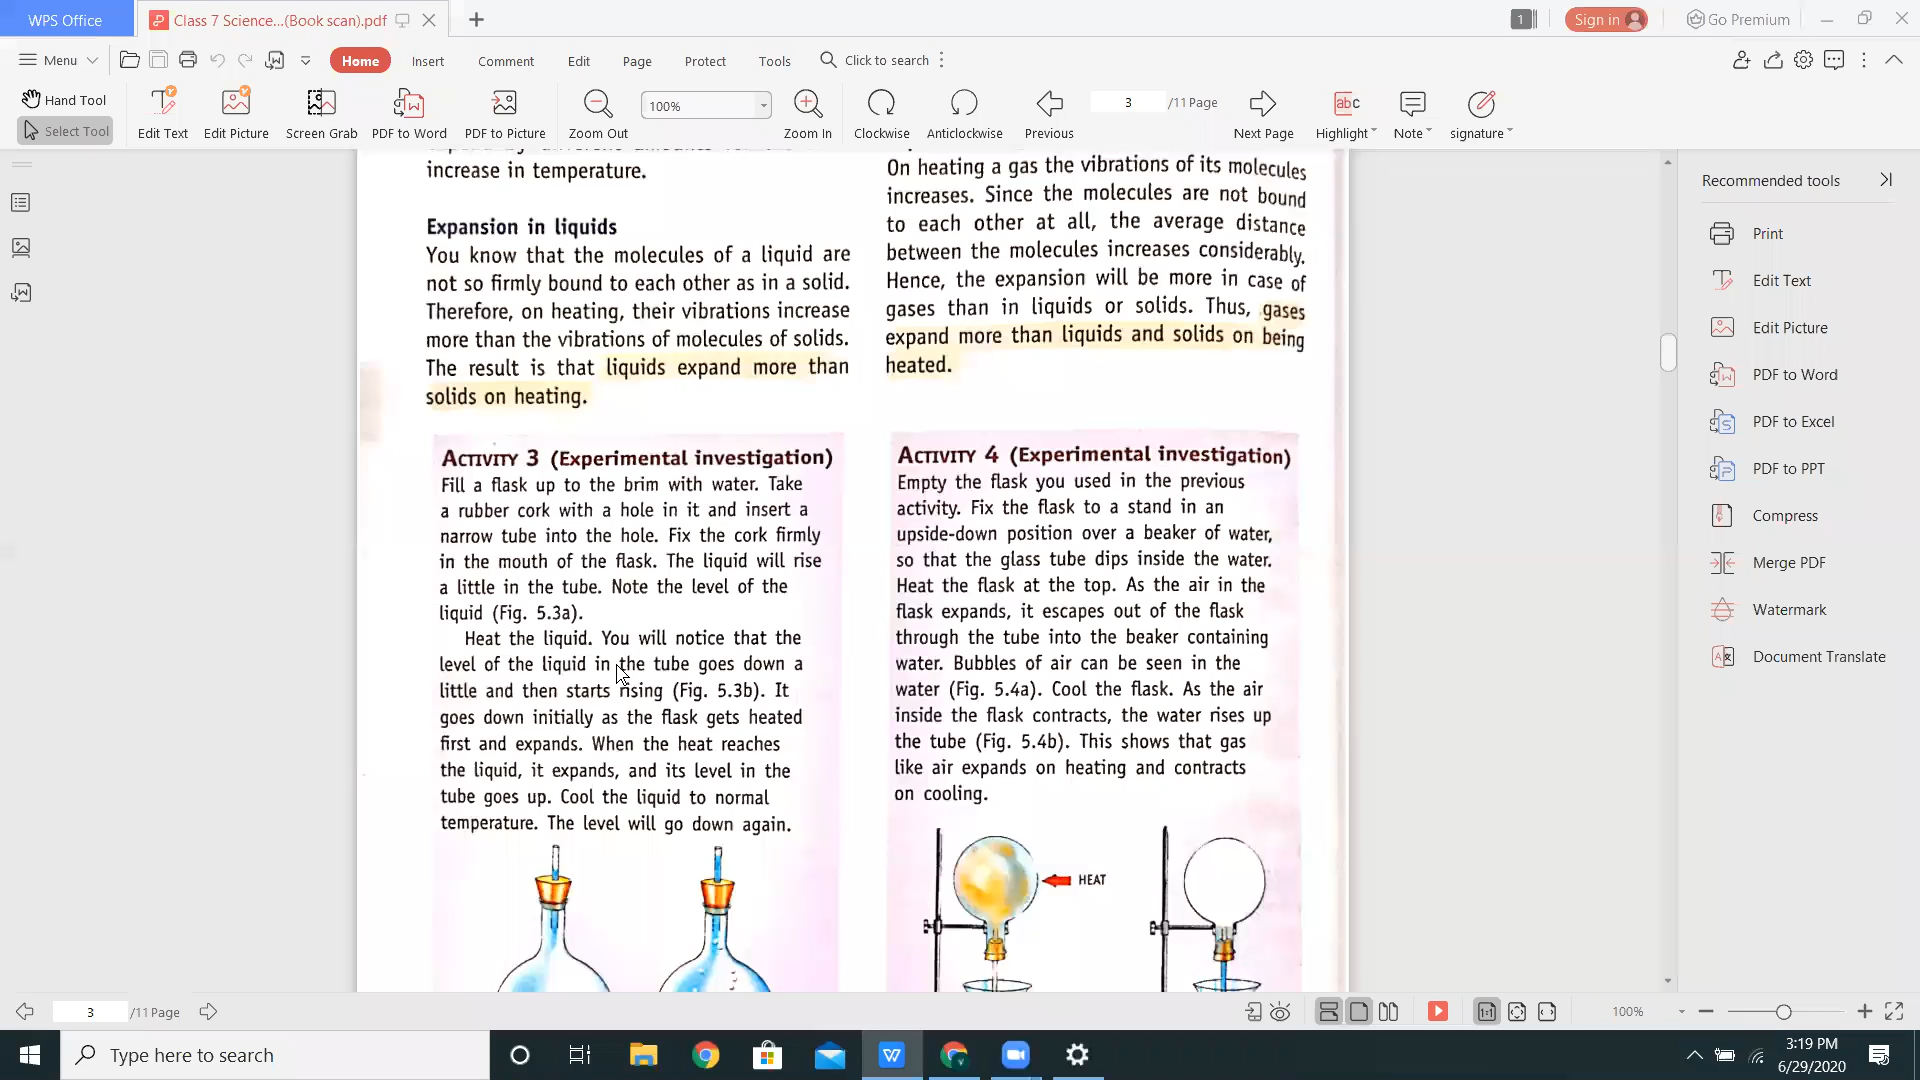 WPS Office
Class 7 Science...(Book scan).pdf
1
Sign in
Go Premium
Menu
Home
Insert
Comment
Edit
Page
Protect
Tools
Click to search
Hand Tool
Select Tool
Edit Text
Edit Picture
Screen Grab
PDF to Word
PDF to Picture
Zoom Out
100%
Zoom In
Clockwise
Anticlockwise
Previous
3
/11 Page
Next Page
abc
Highlight
Note
signature
increase in temperature.
Expansion in liquids
You know that the molecules of a liquid are
not so firmly bound to each other as in a solid.
Therefore, on heating, their vibrations increase
more than the vibrations of molecules of solids.
The result is that liquids expand more than
solids on heating.
ACTIVITY 3 (Experimental investigation)
Fill a flask up to the brim with water. Take
a rubber cork with a hole in it and insert a
narrow tube into the hole. Fix the cork firmly
in the mouth of the flask. The liquid will rise
a little in the tube. Note the level of the
liquid (Fig. 5.3a).
Heat the liquid. You will notice that the
level of the liquid in the tube goes down a
little and then starts rising (Fig. 5.3b). It
goes down initially as the flask gets heated
first and expands. When the heat reaches
the liquid, it expands, and its level in the
tube goes up. Cool the liquid to normal
temperature. The level will go down again.
On heating a gas the vibrations of its molecules
increases. Since the molecules are not bound
to each other at all, the average distance
between the molecules increases considerably.
Hence, the expansion will be more in case of
gases than in liquids or solids. Thus, gases
expand more than liquids and solids on being
heated.
ACTIVITY 4 (Experimental investigation)
Empty the flask you used in the previous
activity. Fix the flask to a stand in an
upside-down position over a beaker of water,
so that the glass tube dips inside the water.
Heat the flask at the top. As the air in the
flask expands, it escapes out of the flask
through the tube into the beaker containing
water. Bubbles of air can be seen in the
water (Fig. 5.4a). Cool the flask. As the air
inside the flask contracts, the water rises up
the tube (Fig. 5.4b). This shows that gas
like air expands on heating and contracts
on cooling.
HEAT
Recommended tools
Print
Edit Text
Edit Picture
PDF to Word
PDF to Excel
PDF to PPT
Compress
Merge PDF
Watermark
Document Translate
3
/11 Page
100%
Type here to search
3:19 PM
6/29/2020